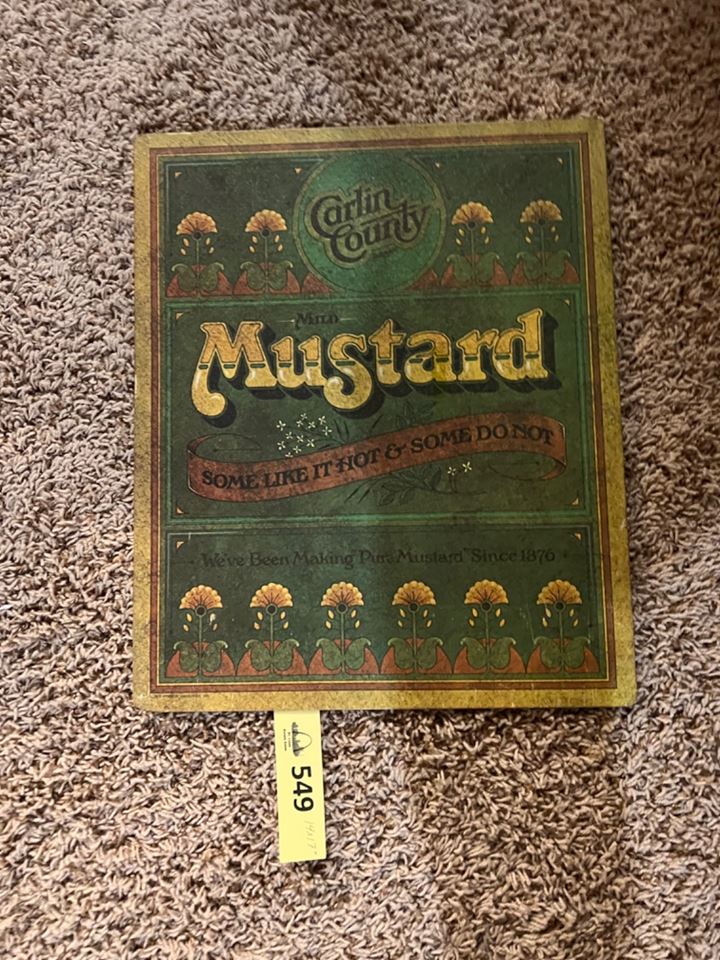 Carlin
County
Mild
Mustard
SOME LIKE IT HOT & SOME DO NOT
We've Been Making Pure Mustard Since 1876
549
14x17"